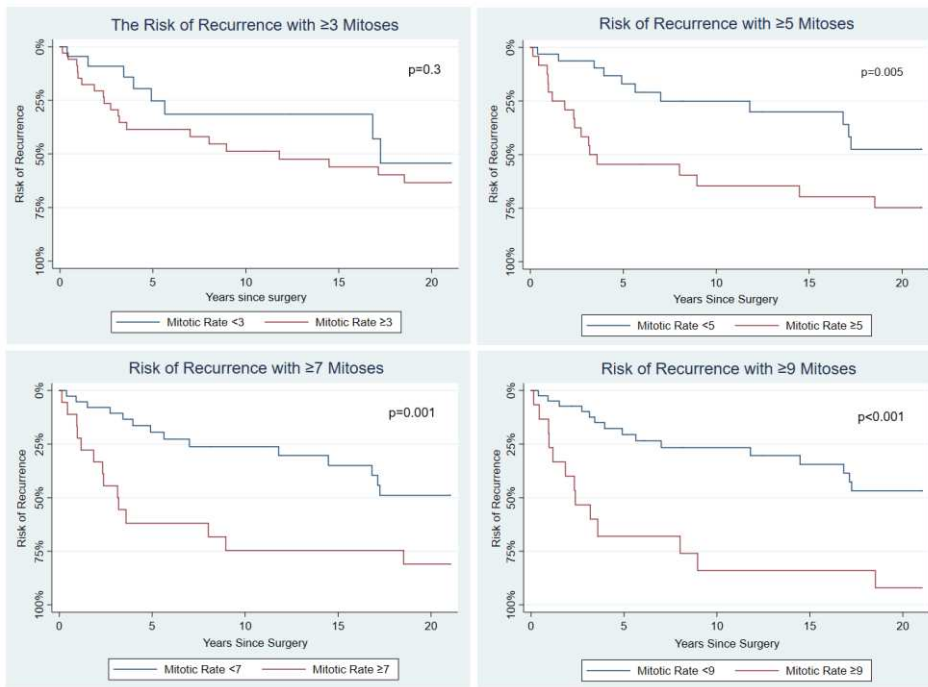 The Risk of Recurrence with ≥3 Mitoses
p=0.3
Risk of Recurrence
0%
25%
50%
75%
100%
0 5 10 15 20
Years since surgery
Mitotic Rate <3 Mitotic Rate ≥3
Risk of Recurrence with ≥5 Mitoses
p=0.005
Risk of Recurrence
0%
25%
50%
75%
100%
0 5 10 15 20
Years Since Surgery
Mitotic Rate <5 Mitotic Rate ≥5
Risk of Recurrence with ≥7 Mitoses
p=0.001
Risk of Recurrence
0%
25%
50%
75%
100%
0 5 10 15 20
Years Since Surgery
Mitotic Rate <7 Mitotic Rate ≥7
Risk of Recurrence with ≥9 Mitoses
p<0.001
Risk of Recurrence
0%
25%
50%
75%
100%
0 5 10 15 20
Years Since Surgery
Mitotic Rate <9 Mitotic Rate ≥9